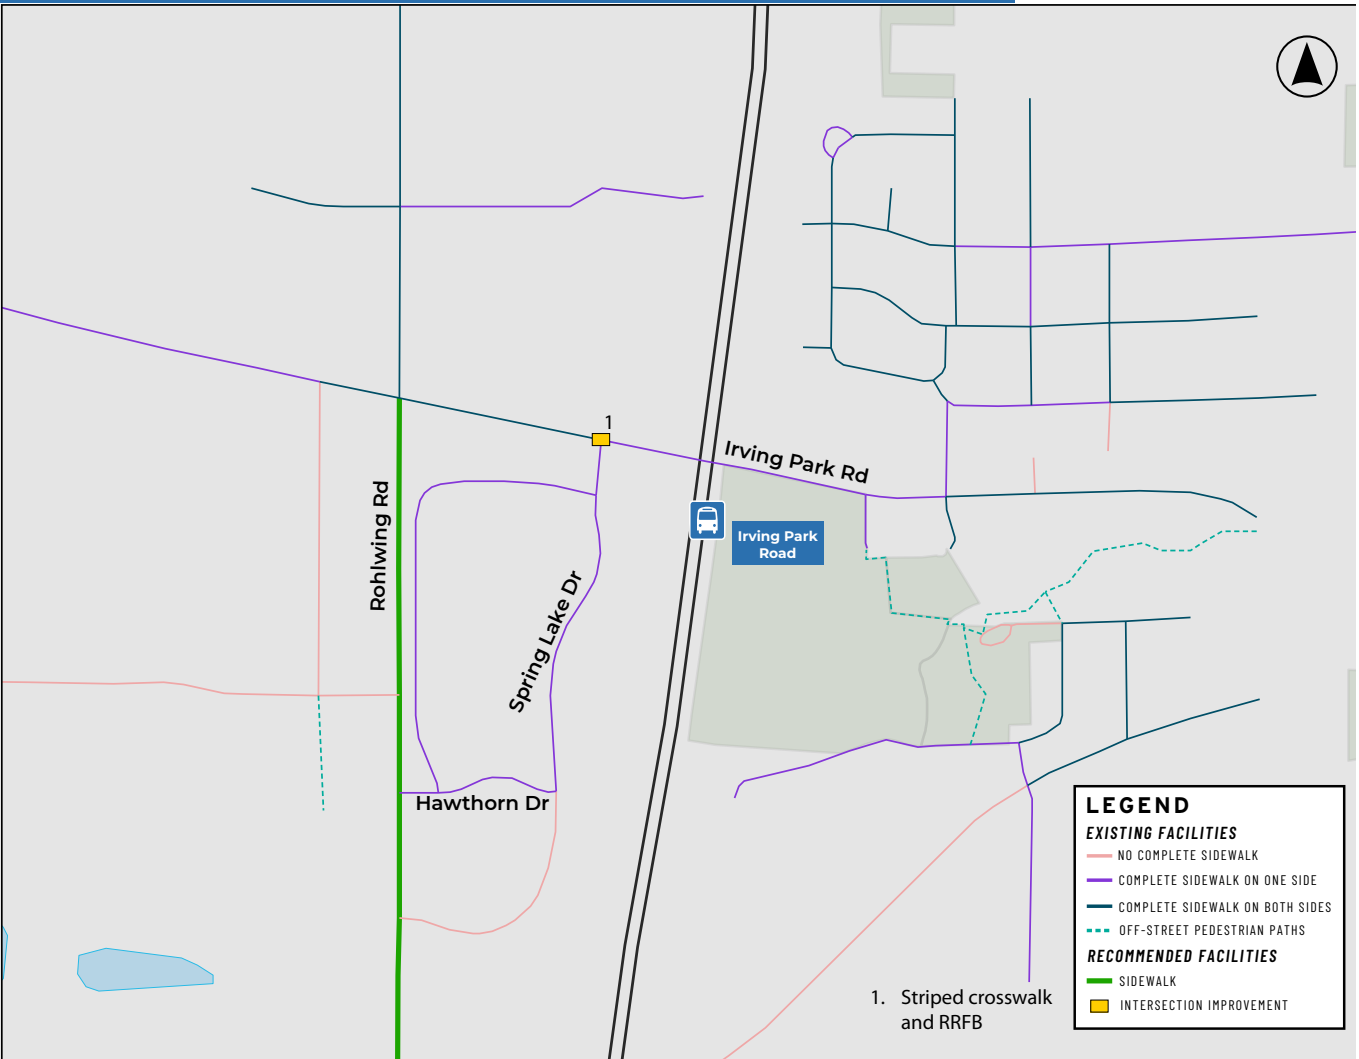 1
Irving Park Rd
Irving Park
Road
Rohlwing Rd
Spring Lake Dr
Hawthorn Dr
LEGEND
EXISTING FACILITIES
NO COMPLETE SIDEWALK
COMPLETE SIDEWALK ON ONE SIDE
COMPLETE SIDEWALK ON BOTH SIDES
OFF-STREET PEDESTRIAN PATHS
RECOMMENDED FACILITIES
SIDEWALK
INTERSECTION IMPROVEMENT
1. Striped crosswalk
and RRFB